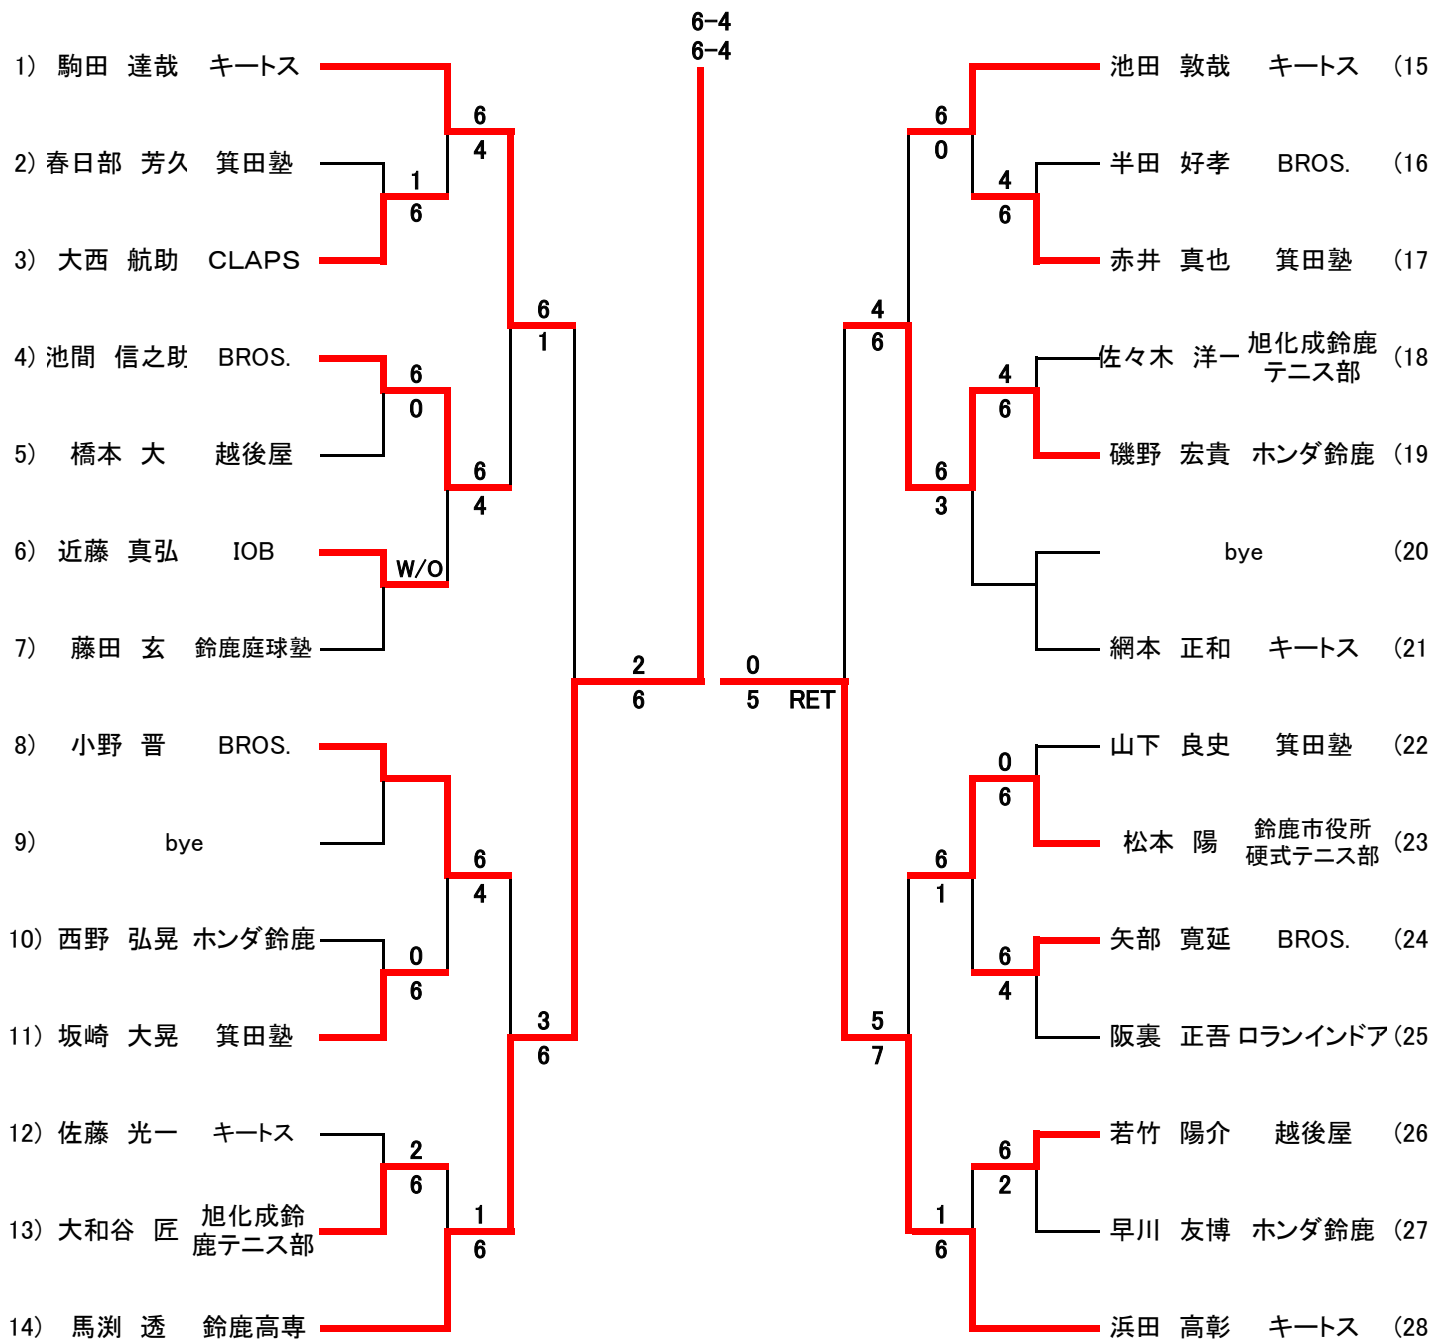 6-4
6-4
1) 駒田 達哉 キートス
池田 敦哉 キートス (15
6
4
6
0
2) 春日部 芳久 箕田塾
半田 好孝 BROS. (16
1
6
4
6
3) 大西 航助 CLAPS
赤井 真也 箕田塾 (17
6
1
4
6
4) 池間 信之助 BROS.
佐々木 洋一 旭化成鈴鹿
テニス部 (18
6
0
4
6
5) 橋本 大 越後屋
磯野 宏貴 ホンダ鈴鹿 (19
6
4
6
3
6) 近藤 真弘 IOB
bye (20
W/O
7) 藤田 玄 鈴鹿庭球塾
網本 正和 キートス (21
2
6
0
5 RET
8) 小野 晋 BROS.
山下 良史 箕田塾 (22
0
6
9) bye
松本 陽 鈴鹿市役所
硬式テニス部 (23
6
4
6
1
10) 西野 弘晃 ホンダ鈴鹿
矢部 寛延 BROS. (24
0
6
6
4
11) 坂崎 大晃 箕田塾
阪裏 正吾 ロランインドア (25
3
6
5
7
12) 佐藤 光一 キートス
若竹 陽介 越後屋 (26
2
6
6
2
13) 大和谷 匠 旭化成鈴
鹿テニス部
早川 友博 ホンダ鈴鹿 (27
1
6
1
6
14) 馬渕 透 鈴鹿高専
浜田 高彰 キートス (28